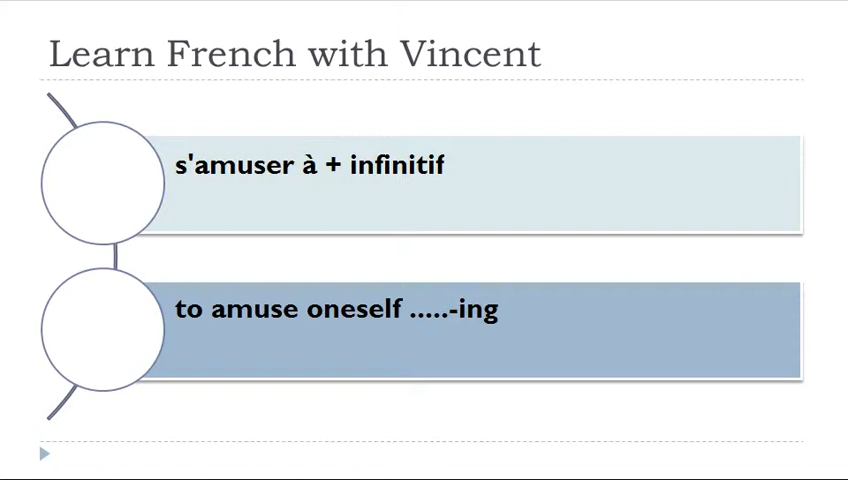 Learn French with Vincent
s'amuser à + infinitif
to amuse oneself .....-ing